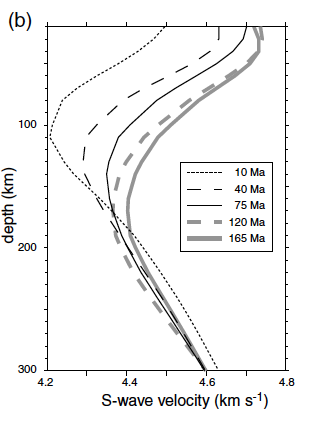 (b)
100
200
300
depth (km)
10 Ma
40 Ma
75 Ma
120 Ma
165 Ma
4.2 4.4 4.6 4.8
S-wave velocity (km s⁻¹)